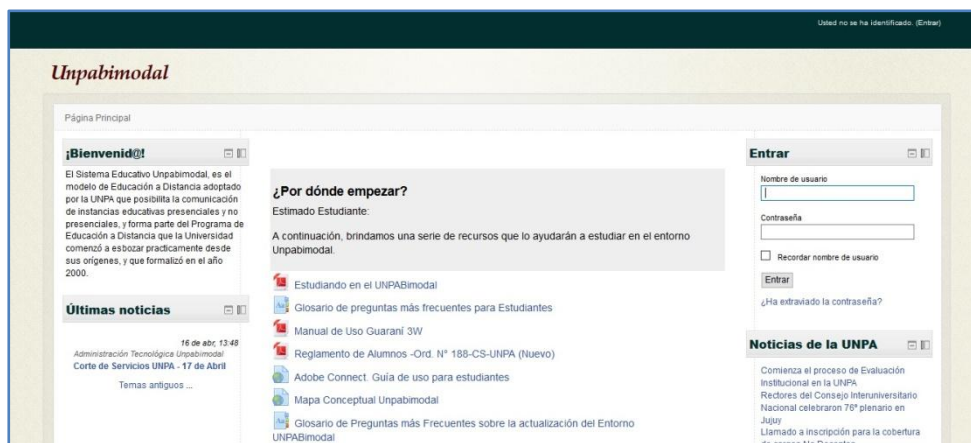 Usted no se ha identificado. (Entrar)
Unpabimodal
Página Principal
¡Bienvenid@!
El Sistema Educativo Unpabimodal, es el
modelo de Educación a Distancia adoptado
por la UNPA que posibilita la comunicación
de instancias educativas presenciales y no
presenciales, y forma parte del Programa de
Educación a Distancia que la Universidad
comenzó a esbozar practicamente desde
sus orígenes, y que formalizó en el año
2000.
Últimas noticias
16 de abr, 13:48
Administración Tecnológica Unpabimodal
Corte de Servicios UNPA - 17 de Abril
Temas antiguos ...
¿Por dónde empezar?
Estimado Estudiante:
A continuación, brindamos una serie de recursos que lo ayudarán a estudiar en el entorno
Unpabimodal.
Estudiando en el UNPABimodal
Glosario de preguntas más frecuentes para Estudiantes
Manual de Uso Guaraní 3W
Reglamento de Alumnos -Ord. N° 188-CS-UNPA (Nuevo)
Adobe Connect. Guía de uso para estudiantes
Mapa Conceptual Unpabimodal
Glosario de Preguntas más Frecuentes sobre la actualización del Entorno
UNPABimodal
Entrar
Nombre de usuario
Contraseña
Recordar nombre de usuario
Entrar
¿Ha extraviado la contraseña?
Noticias de la UNPA
Comienza el proceso de Evaluación
Institucional en la UNPA
Rectores del Consejo Interuniversitario
Nacional celebraron 76º plenario en
Jujuy
Llamado a inscripción para la cobertura